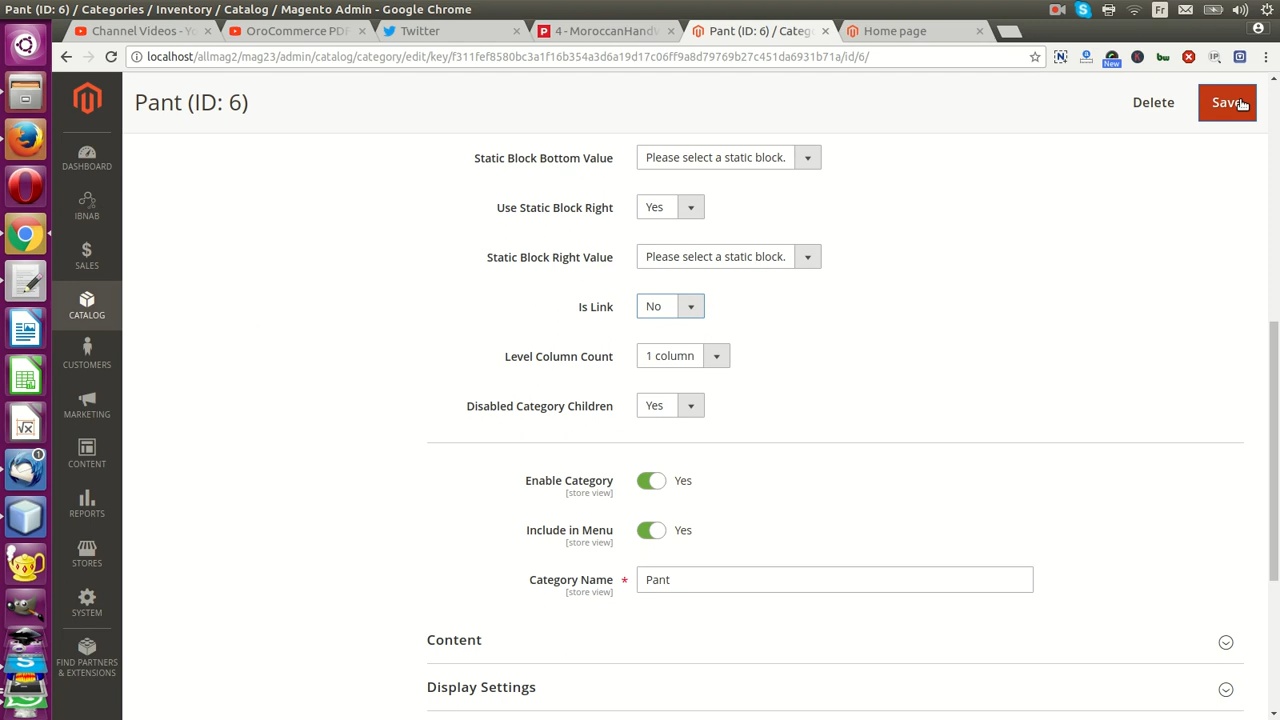 Pant (ID: 6) / Categories / Inventory / Catalog / Magento Admin - Google Chrome
Fr
Channel Videos - Yo
OroCommerce PDF
Twitter
4 - MoroccanHand
Pant (ID: 6) / Categ
Home page
localhost/allmag2/mag23/admin/catalog/category/edit/key/f311fef8580bc3a1f16b354a3d6a19d17c06ff9a8d79769b27c451da6931b71a/id/6/
New
Pant (ID: 6)
Delete
Save
DASHBOARD
IBNAB
SALES
CATALOG
CUSTOMERS
MARKETING
CONTENT
REPORTS
STORES
SYSTEM
FIND PARTNERS
& EXTENSIONS
Static Block Bottom Value
Please select a static block.
Use Static Block Right
Yes
Static Block Right Value
Please select a static block.
Is Link
No
Level Column Count
1 column
Disabled Category Children
Yes
Enable Category
[store view]
Yes
Include in Menu
[store view]
Yes
Category Name *
[store view]
Pant
Content
Display Settings
1